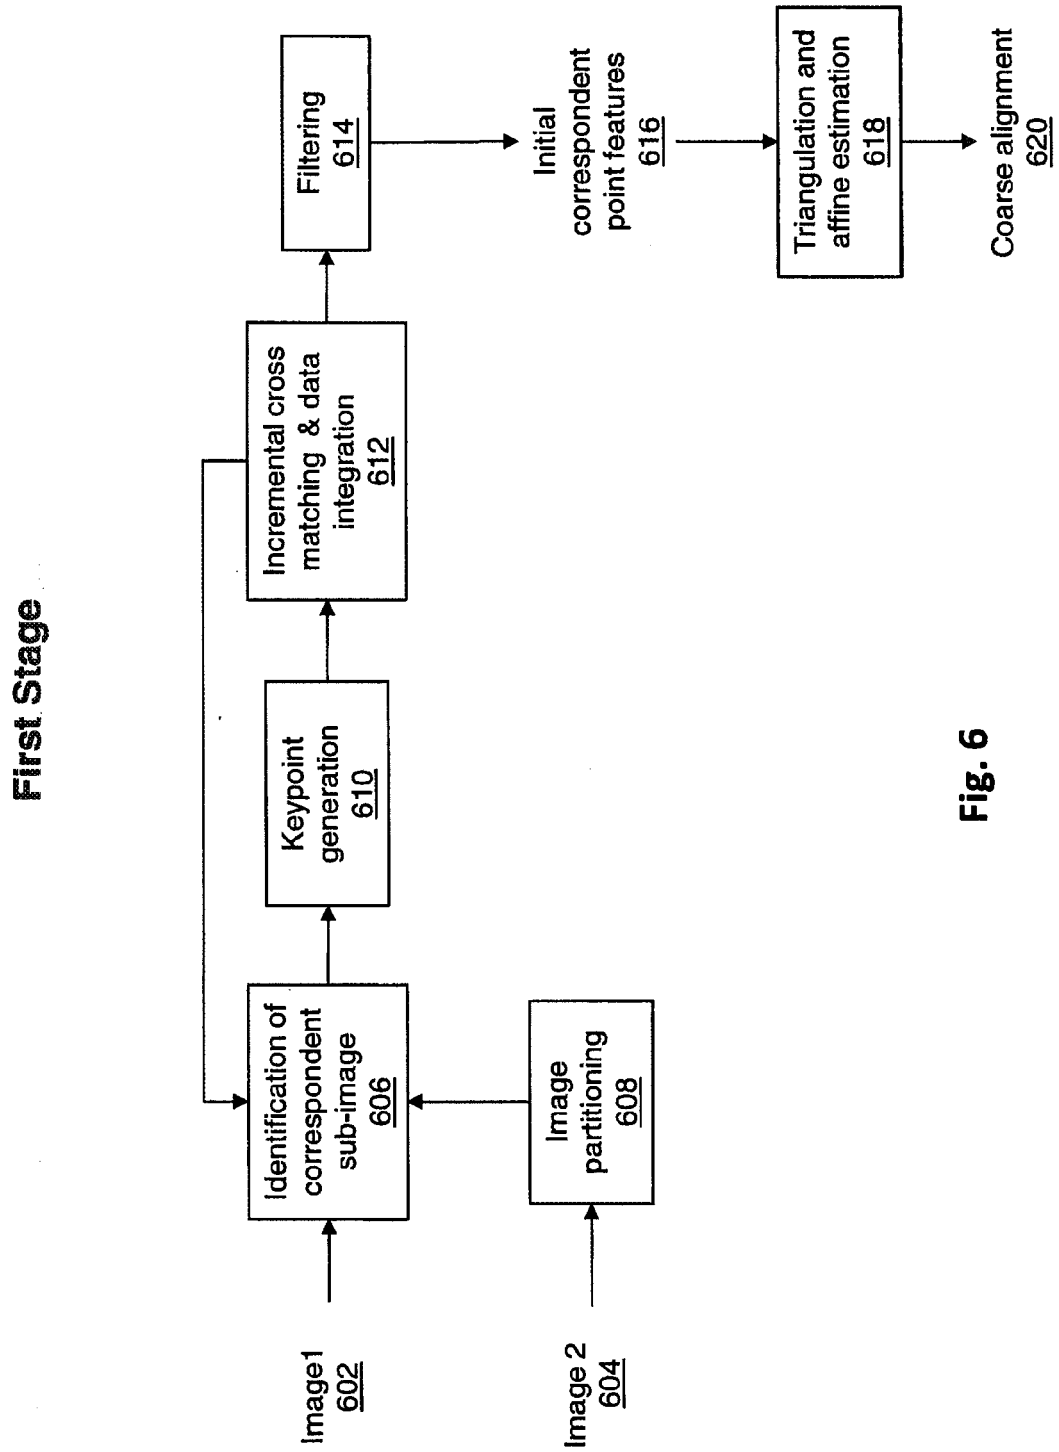 First Stage
Image1
602
Image 2
604
Identification of
correspondent
sub-image
606
Image
partitioning
608
Keypoint
generation
610
Incremental cross
matching & data
integration
612
Filtering
614
Initial
correspondent
point features
616
Triangulation and
affine estimation
618
Coarse alignment
620
Fig. 6